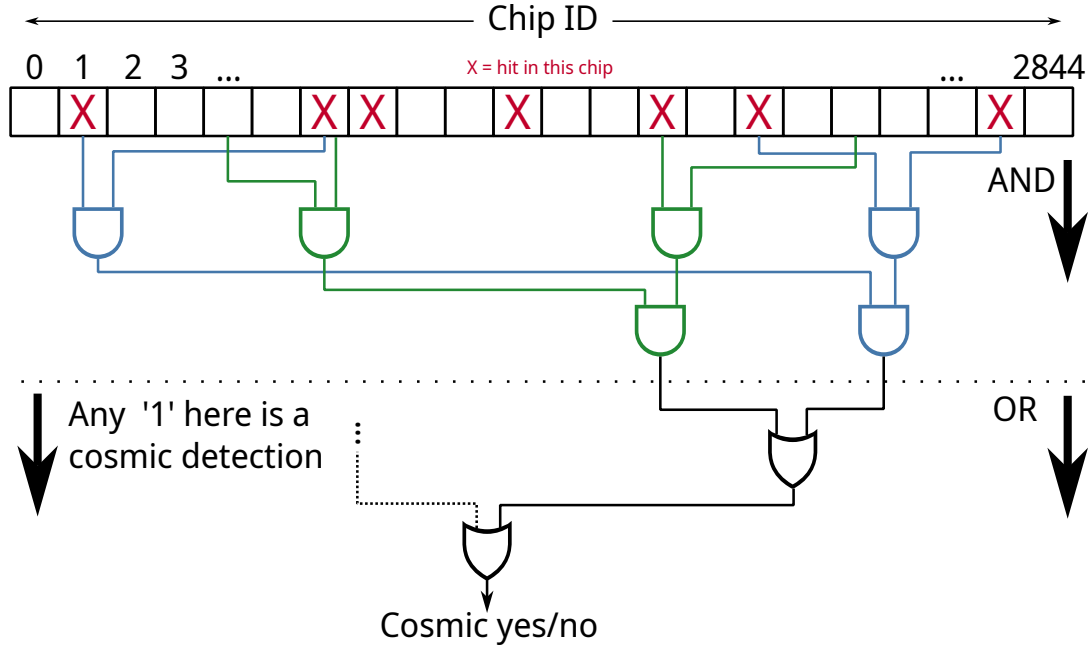 Chip ID
0 1 2 3 ... X = hit in this chip ... 2844
X X X X X X X
AND
Any '1' here is a
cosmic detection
OR
Cosmic yes/no